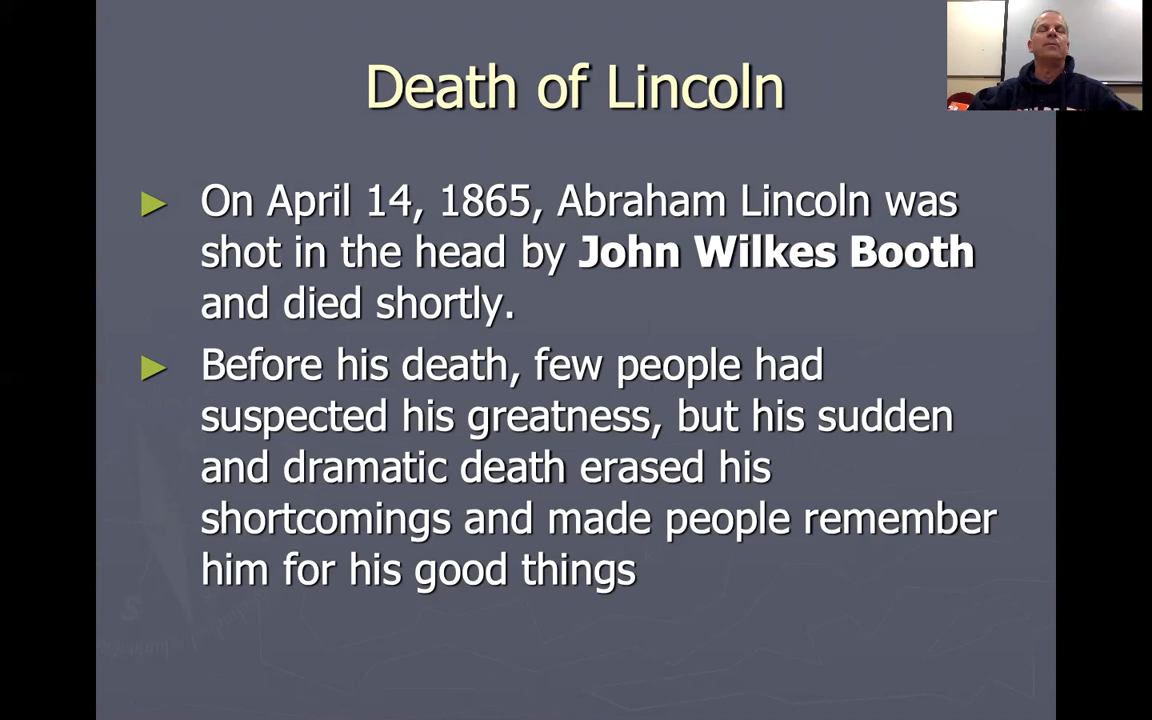 Death of Lincoln
► On April 14, 1865, Abraham Lincoln was
shot in the head by John Wilkes Booth
and died shortly.
► Before his death, few people had
suspected his greatness, but his sudden
and dramatic death erased his
shortcomings and made people remember
him for his good things
S